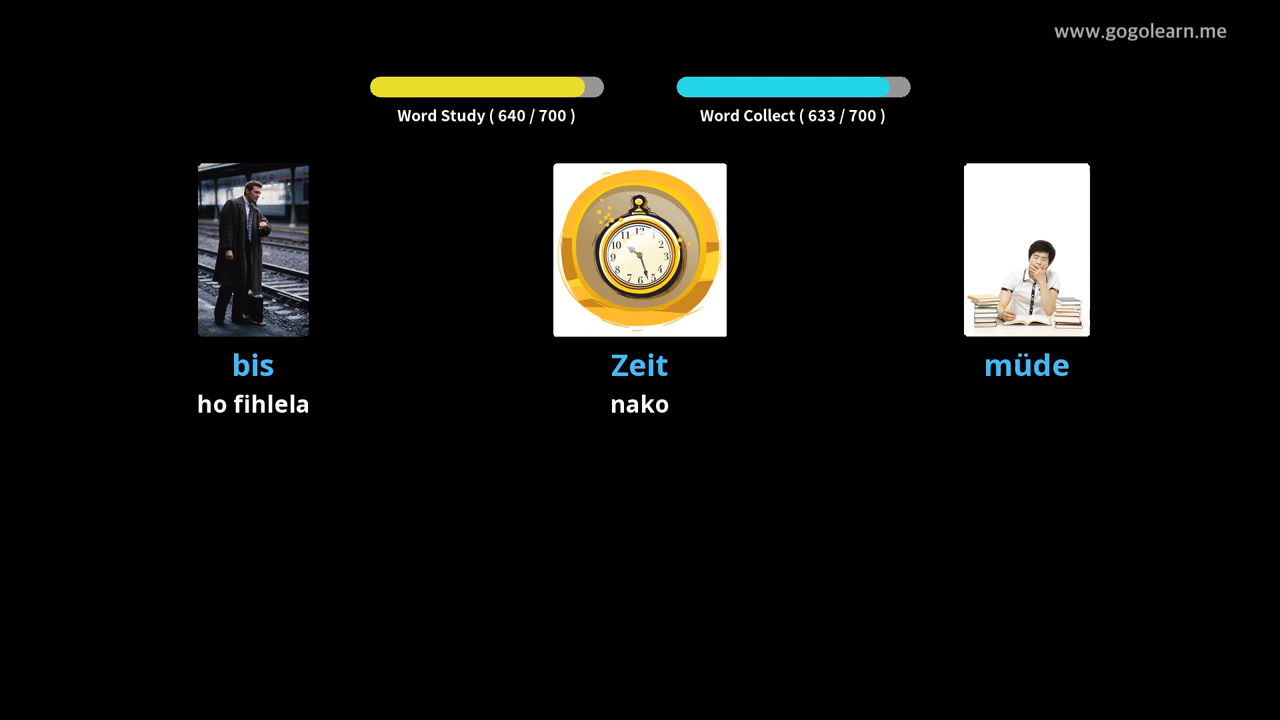 www.gogolearn.me
Word Study ( 640 / 700 )
Word Collect ( 633 / 700 )
bis
Zeit
müde
ho fihlela
nako